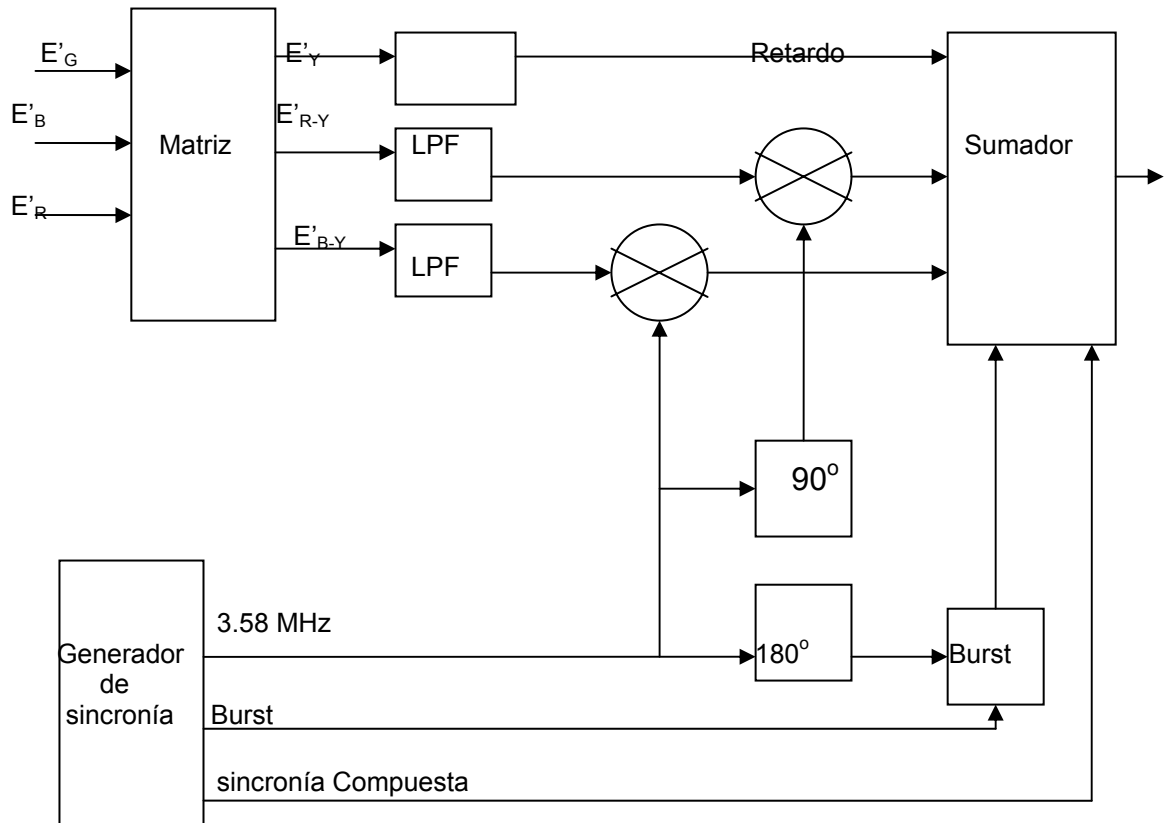 E'G
E'B
E'R
Matriz
E'Y
E'R-Y
E'B-Y
LPF
LPF
Retardo
Sumador
90º
3.58 MHz
180º
Burst
Generador
de
sincronía
Burst
sincronía Compuesta